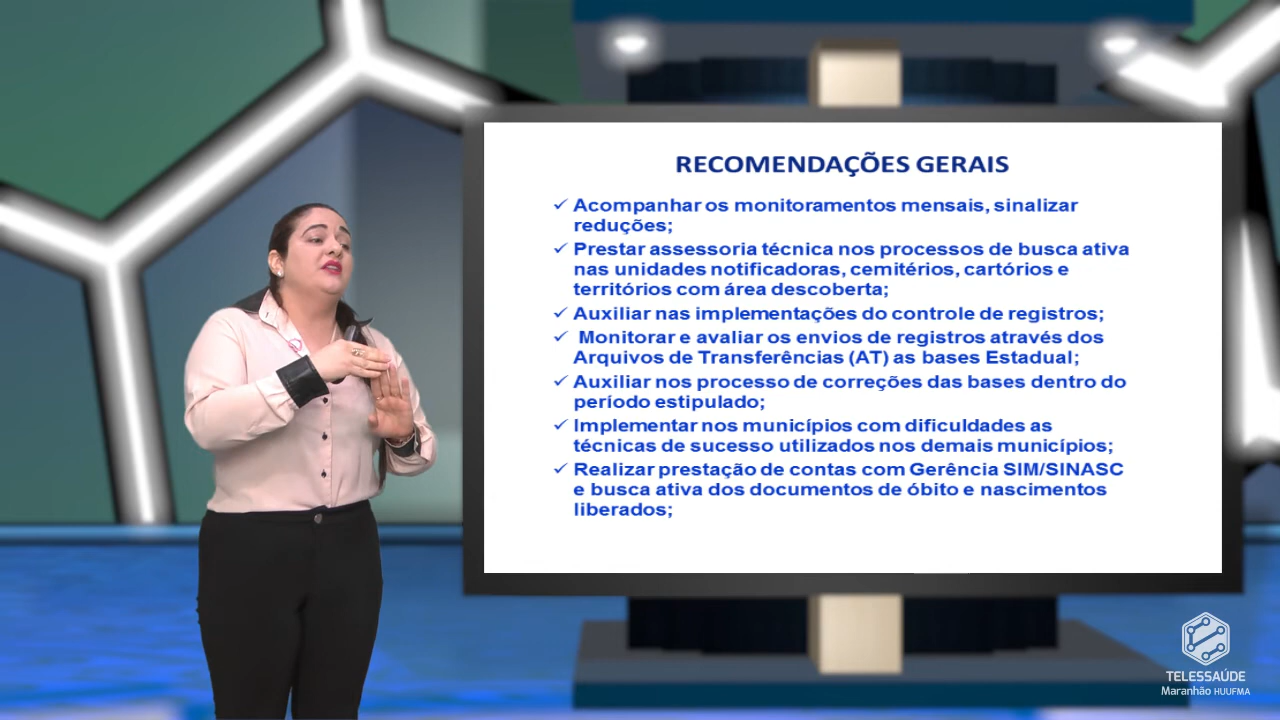 RECOMENDAÇÕES GERAIS
✓ Acompanhar os monitoramentos mensais, sinalizar
reduções;
✓ Prestar assessoria técnica nos processos de busca ativa
nas unidades notificadoras, cemitérios, cartórios e
territórios com área descoberta;
✓ Auxiliar nas implementações do controle de registros;
✓ Monitorar e avaliar os envios de registros através dos
Arquivos de Transferências (AT) as bases Estadual;
✓ Auxiliar nos processo de correções das bases dentro do
período estipulado;
✓ Implementar nos municípios com dificuldades as
técnicas de sucesso utilizados nos demais municípios;
✓ Realizar prestação de contas com Gerência SIM/SINASC
e busca ativa dos documentos de óbito e nascimentos
liberados;
TELESSAÚDE
Maranhão HUUFMA